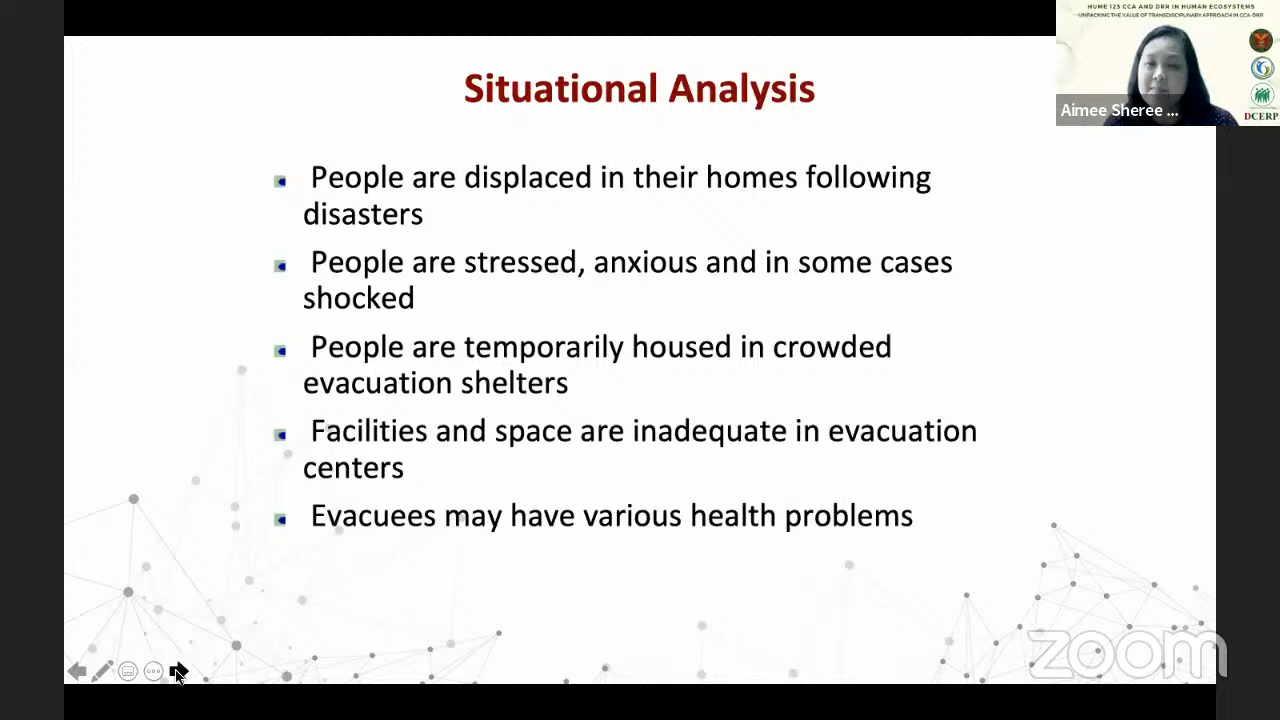 HUME 123 CCA AND DRR IN HUMAN ECOSYSTEMS
UNPACKING THE VALUE OF TRANSDISCIPLINARY APPROACH IN CCA-DRR
Aimee Sheree ...
DCERP
Situational Analysis
People are displaced in their homes following
disasters
People are stressed, anxious and in some cases
shocked
People are temporarily housed in crowded
evacuation shelters
Facilities and space are inadequate in evacuation
centers
Evacuees may have various health problems
zoom